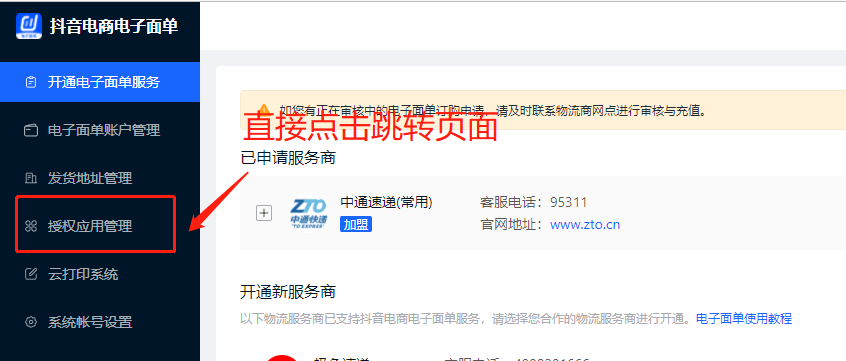 抖音电商电子面单
开通电子面单服务
电子面单账户管理
发货地址管理
授权应用管理
云打印系统
系统帐号设置
如您有正在审核中的电子面单订购申请，请及时联系物流商网点进行审核与充值。
直接点击跳转页面
已申请服务商
ZTO
中通快递
ZTO EXPRESS
中通速递(常用)
加盟
客服电话：95311
官网地址：www.zto.cn
开通新服务商
以下物流服务商已支持抖音电商电子面单服务，请选择您合作的物流服务商进行开通。电子面单使用教程